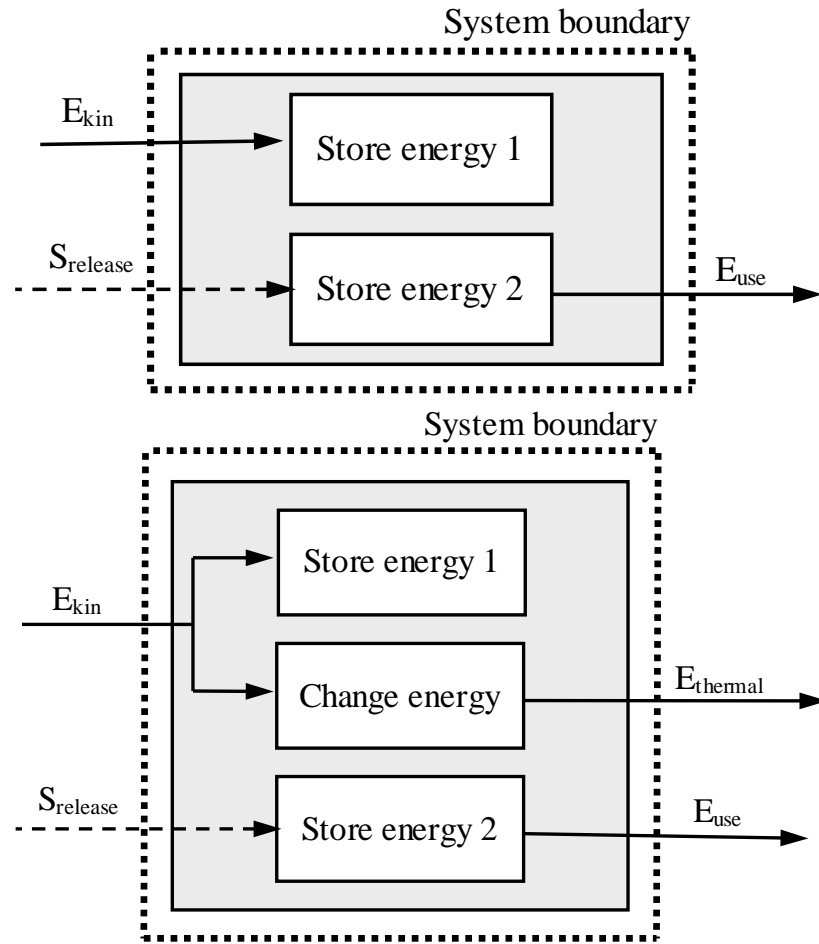 System boundary
E_kin
Store energy 1
S_release
Store energy 2
E_use
System boundary
Store energy 1
E_kin
Change energy
E_thermal
S_release
Store energy 2
E_use